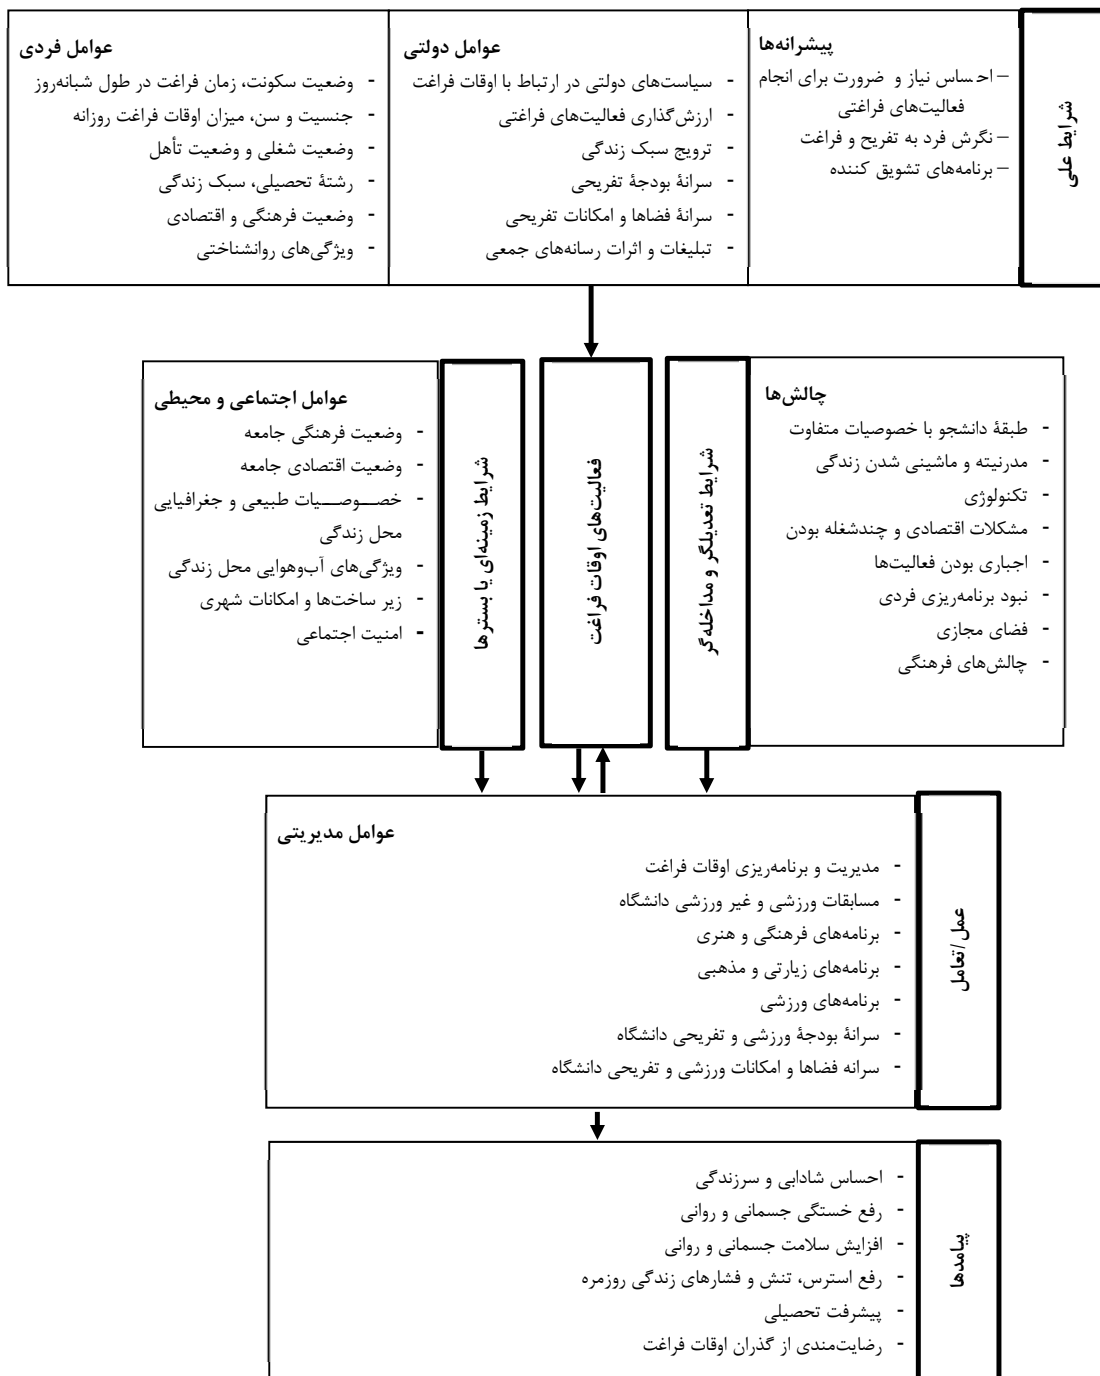 شرایط علی
پیشرانه‌ها
– احساس نیاز و ضرورت برای انجام
فعالیت‌های فراغتی
– نگرش فرد به تفریح و فراغت
– برنامه‌های تشویق کننده
عوامل دولتی
- سیاست‌های دولتی در ارتباط با اوقات فراغت
- ارزش‌گذاری فعالیت‌های فراغتی
- ترویج سبک زندگی
- سرانهٔ بودجهٔ تفریحی
- سرانهٔ فضاها و امکانات تفریحی
- تبلیغات و اثرات رسانه‌های جمعی
عوامل فردی
- وضعیت سکونت، زمان فراغت در طول شبانه‌روز
- جنسیت و سن، میزان اوقات فراغت روزانه
- وضعیت شغلی و وضعیت تأهل
- رشتهٔ تحصیلی، سبک زندگی
- وضعیت فرهنگی و اقتصادی
- ویژگی‌های روانشناختی
چالش‌ها
- طبقهٔ دانشجو با خصوصیات متفاوت
- مدرنیته و ماشینی شدن زندگی
- تکنولوژی
- مشکلات اقتصادی و چندشغله بودن
- اجباری بودن فعالیت‌ها
- نبود برنامه‌ریزی فردی
- فضای مجازی
- چالش‌های فرهنگی
شرایط تعدیلگر و مداخله‌گر
فعالیت‌های اوقات فراغت
شرایط زمینه‌ای یا بسترها
عوامل اجتماعی و محیطی
- وضعیت فرهنگی جامعه
- وضعیت اقتصادی جامعه
- خصـوصـیات طبیعی و جغرافیایی
محل زندگی
- ویژگی‌های آب‌وهوایی محل زندگی
- زیر ساخت‌ها و امکانات شهری
- امنیت اجتماعی
عمل/تعامل
عوامل مدیریتی
- مدیریت و برنامه‌ریزی اوقات فراغت
- مسابقات ورزشی و غیر ورزشی دانشگاه
- برنامه‌های فرهنگی و هنری
- برنامه‌های زیارتی و مذهبی
- برنامه‌های ورزشی
- سرانهٔ بودجهٔ ورزشی و تفریحی دانشگاه
- سرانه فضاها و امکانات ورزشی و تفریحی دانشگاه
پیامدها
- احساس شادابی و سرزندگی
- رفع خستگی جسمانی و روانی
- افزایش سلامت جسمانی و روانی
- رفع استرس، تنش و فشارهای زندگی روزمره
- پیشرفت تحصیلی
- رضایت‌مندی از گذران اوقات فراغت